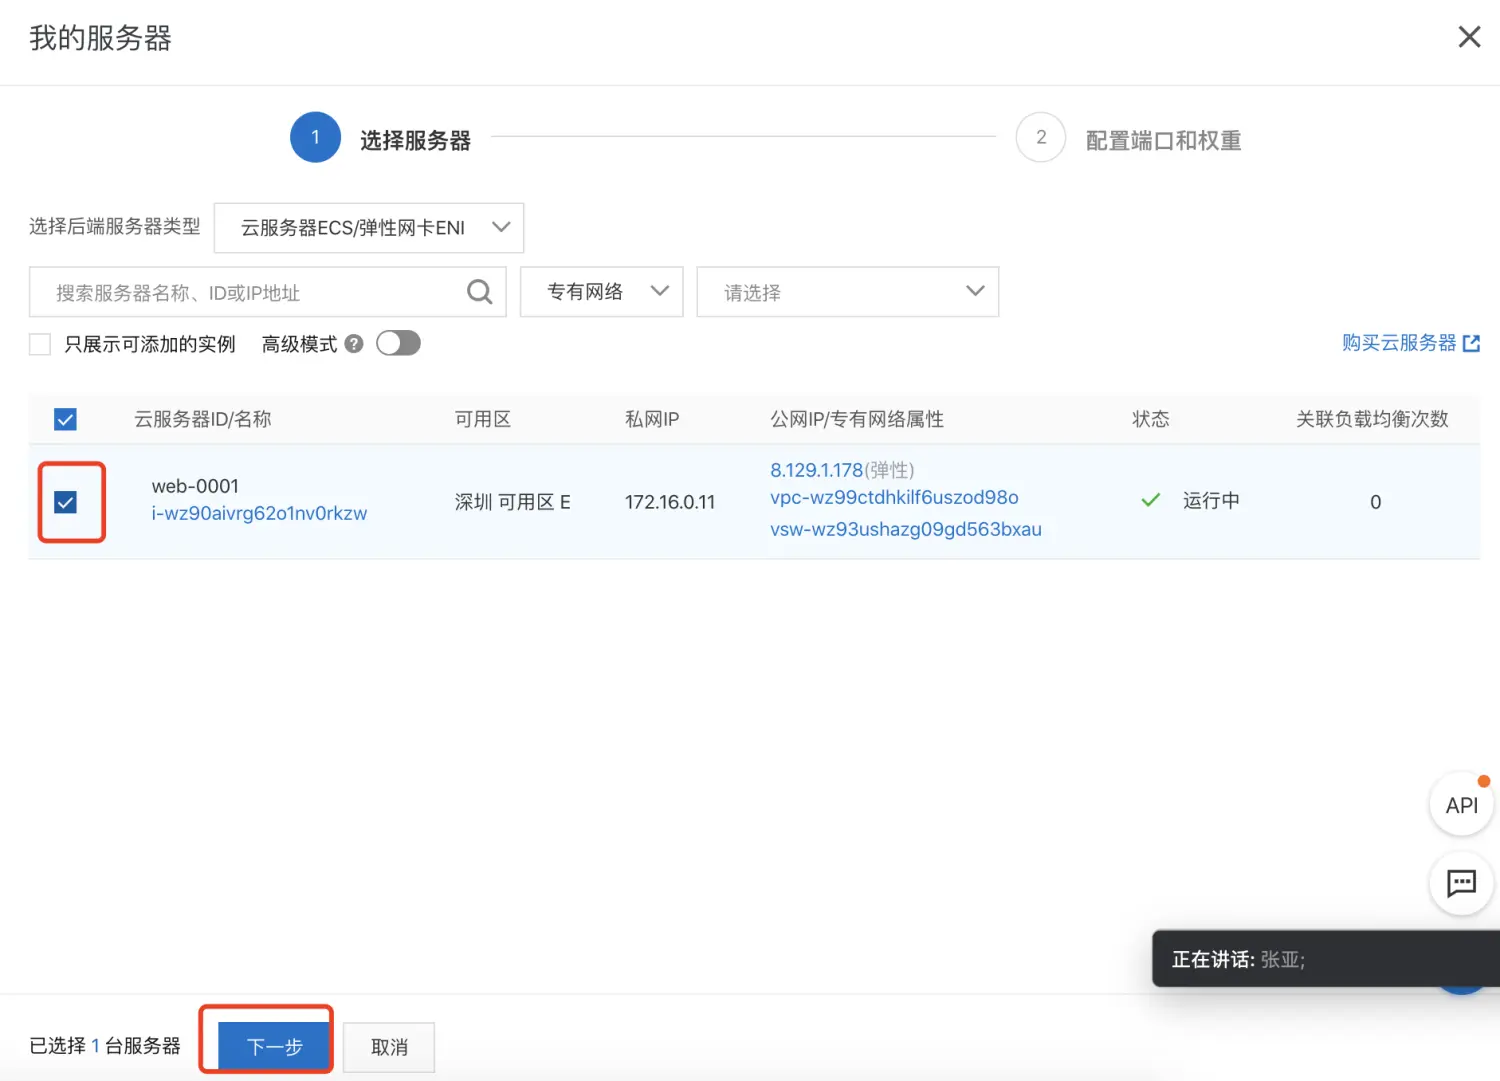 我的服务器
1 选择服务器 2 配置端口和权重
选择后端服务器类型 云服务器ECS/弹性网卡ENI
搜索服务器名称、ID或IP地址 专有网络 请选择
只展示可添加的实例 高级模式 ? 购买云服务器
云服务器ID/名称 可用区 私网IP 公网IP/专有网络属性 状态 关联负载均衡次数
web-0001
i-wz90aivrg62o1nv0rkzw
深圳 可用区 E
172.16.0.11
8.129.1.178(弹性)
vpc-wz99ctdhkilf6uszod98o
vsw-wz93ushazg09gd563bxau
运行中
0
API
正在讲话: 张亚;
已选择 1 台服务器 下一步 取消